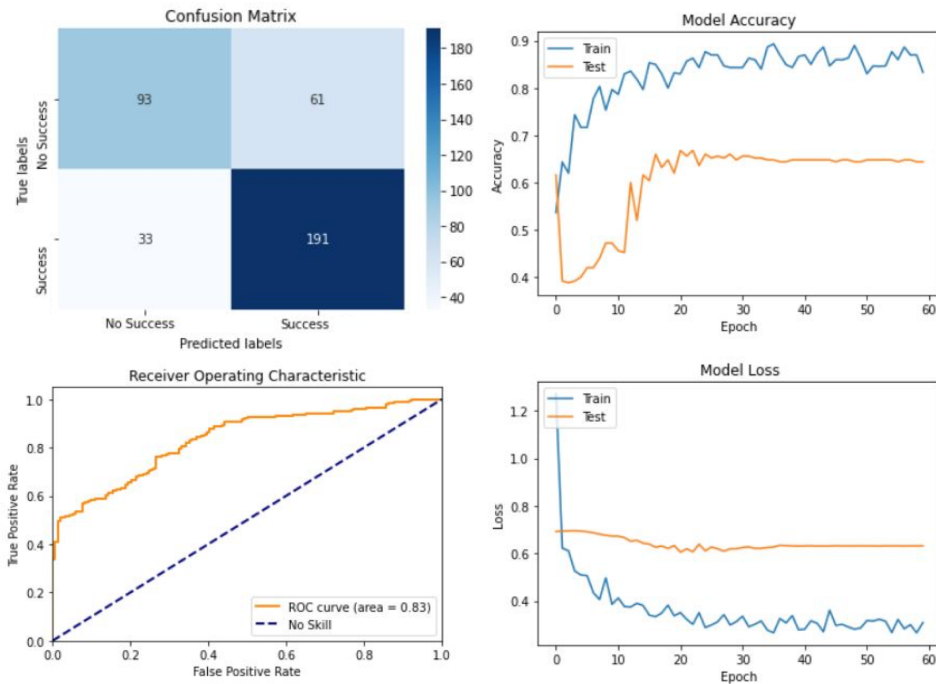 Confusion Matrix
True labels
No Success
Success
93 61
33 191
No Success Success
Predicted labels
180
160
140
120
100
80
60
40
Model Accuracy
Train
Test
Accuracy
0.9
0.8
0.7
0.6
0.5
0.4
0 10 20 30 40 50 60
Epoch
Receiver Operating Characteristic
True Positive Rate
1.0
0.8
0.6
0.4
0.2
0.0
ROC curve (area = 0.83)
No Skill
0.0 0.2 0.4 0.6 0.8 1.0
False Positive Rate
Model Loss
Train
Test
Loss
1.2
1.0
0.8
0.6
0.4
0 10 20 30 40 50 60
Epoch